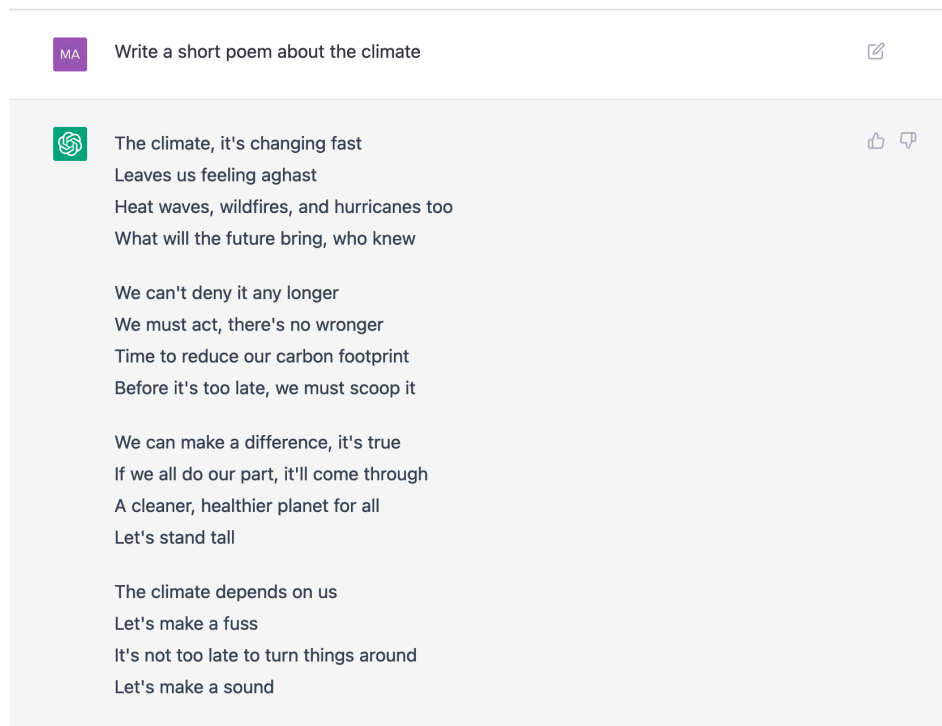 MA
Write a short poem about the climate
The climate, it's changing fast
Leaves us feeling aghast
Heat waves, wildfires, and hurricanes too
What will the future bring, who knew
We can't deny it any longer
We must act, there's no wronger
Time to reduce our carbon footprint
Before it's too late, we must scoop it
We can make a difference, it's true
If we all do our part, it'll come through
A cleaner, healthier planet for all
Let's stand tall
The climate depends on us
Let's make a fuss
It's not too late to turn things around
Let's make a sound